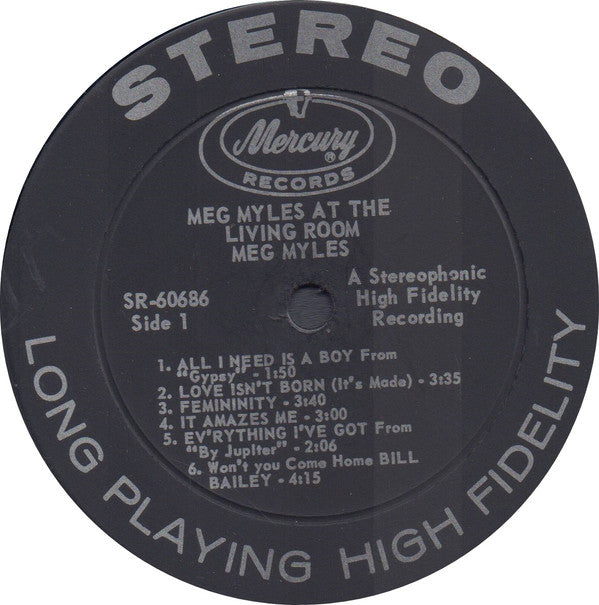 STEREO
Mercury®
RECORDS
MEG MYLES AT THE
LIVING ROOM
MEG MYLES
SR-60686
Side 1
A Stereophonic
High Fidelity
Recording
1. ALL I NEED IS A BOY From
"Gypsy" - 1:50
2. LOVE ISN'T BORN (It's Made) - 3:35
3. FEMININITY - 3:40
4. IT AMAZES ME - 3:00
5. EV'RYTHING I'VE GOT From
"By Jupiter" - 2:06
6. Won't you Come Home BILL
BAILEY - 4:15
LONG PLAYING HIGH FIDELITY